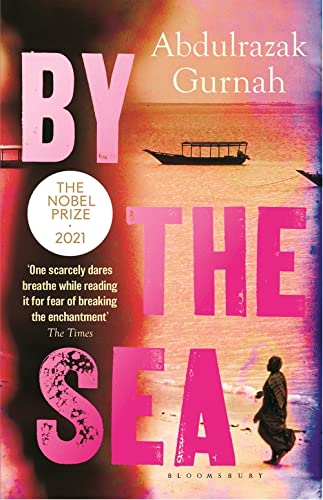 Abdulrazak
Gurnah
BY
THE
SEA
THE
NOBEL
PRIZE
·
2021
'One scarcely dares
breathe while reading
it for fear of breaking
the enchantment'
The Times
BLOOMSBURY